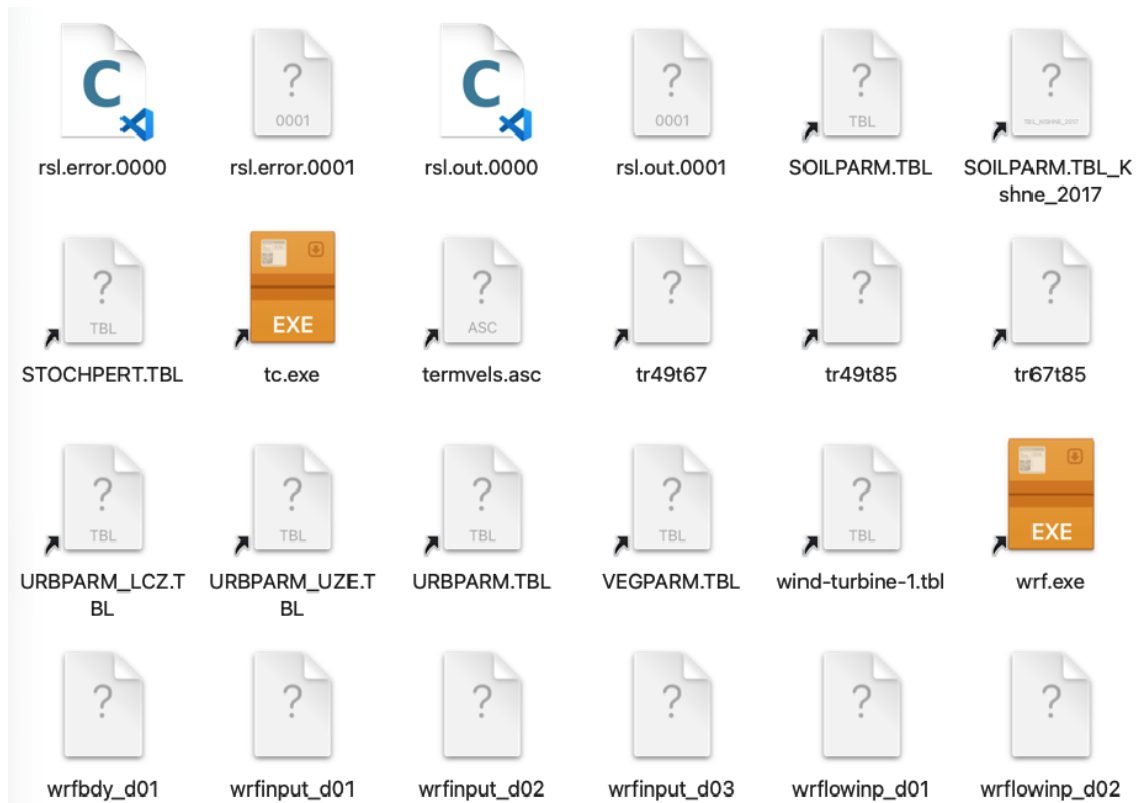 C
0001
C
0001
TBL
TBL_KISHNE_2017
rsl.error.0000
rsl.error.0001
rsl.out.0000
rsl.out.0001
SOILPARM.TBL
SOILPARM.TBL_K
shne_2017
TBL
EXE
ASC
STOCHPERT.TBL
tc.exe
termvels.asc
tr49t67
tr49t85
tr67t85
TBL
TBL
TBL
TBL
TBL
EXE
URBPARM_LCZ.T
BL
URBPARM_UZE.T
BL
URBPARM.TBL
VEGPARM.TBL
wind-turbine-1.tbl
wrf.exe
wrfbdy_d01
wrfinput_d01
wrfinput_d02
wrfinput_d03
wrflowinp_d01
wrflowinp_d02